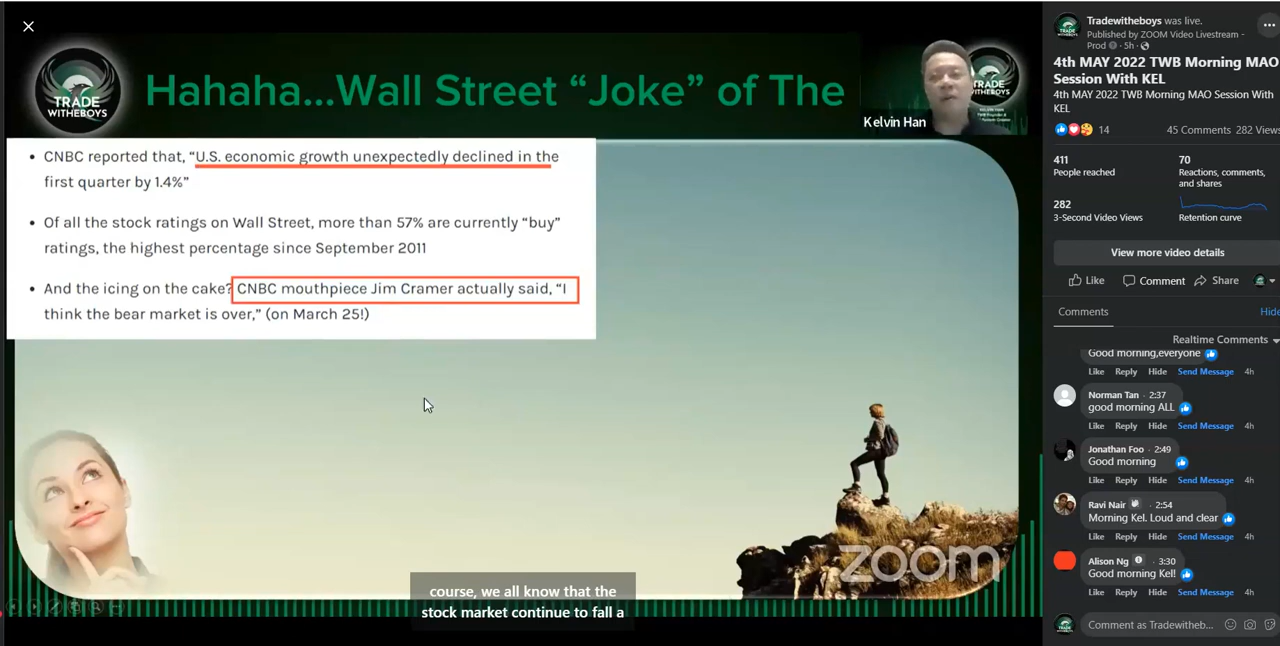 Hahaha...Wall Street “Joke” of The
TRADE
WITHEBOYS
Kelvin Han
• CNBC reported that, “U.S. economic growth unexpectedly declined in the
first quarter by 1.4%”
• Of all the stock ratings on Wall Street, more than 57% are currently “buy”
ratings, the highest percentage since September 2011
• And the icing on the cake? CNBC mouthpiece Jim Cramer actually said, “I
think the bear market is over,” (on March 25!)
zoom
course, we all know that the
stock market continue to fall a
Tradewitheboys was live.
Published by ZOOM Video Livestream -
Prod · 5h ·
4th MAY 2022 TWB Morning MAO
Session With KEL
4th MAY 2022 TWB Morning MAO Session With
KEL
14
45 Comments 282 Views
411
People reached
70
Reactions, comments,
and shares
282
3-Second Video Views
Retention curve
View more video details
Like Comment Share
Comments
Hide
Realtime Comments
Good morning,everyone
Like Reply Hide Send Message 4h
Norman Tan · 2:37
good morning ALL
Like Reply Hide Send Message 4h
Jonathan Foo · 2:49
Good morning
Like Reply Hide Send Message 4h
Ravi Nair · 2:54
Morning Kel. Loud and clear
Like Reply Hide Send Message 4h
Alison Ng · 3:30
Good morning Kel!
Like Reply Hide Send Message 4h
Comment as Tradewitheb...